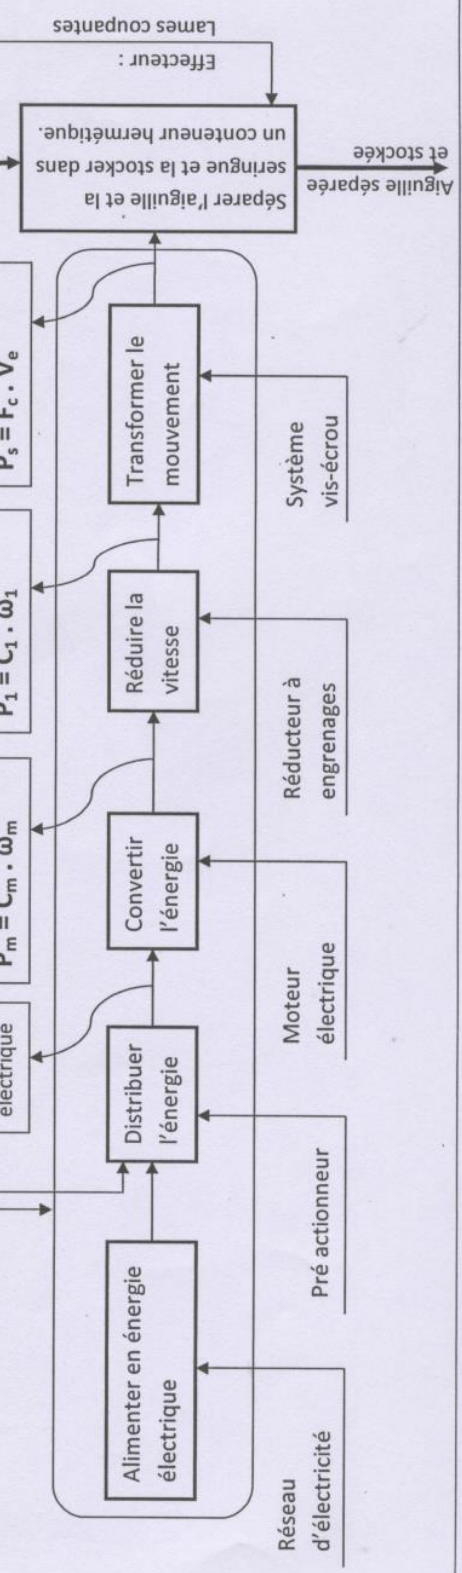 électrique
Pm = Cm . ωm
P1 = C1 . ω1
Ps = Fc . Ve
Alimenter en énergie
électrique
Distribuer
l'énergie
Convertir
l'énergie
Réduire la
vitesse
Transformer le
mouvement
Séparer l'aiguille et la
seringue et la stocker dans
un conteneur hermétique.
Réseau
d'électricité
Pré actionneur
Moteur
électrique
Réducteur à
engrenages
Système
vis-écrou
Effecteur :
Lames coupantes
Aiguille séparée
et stockée